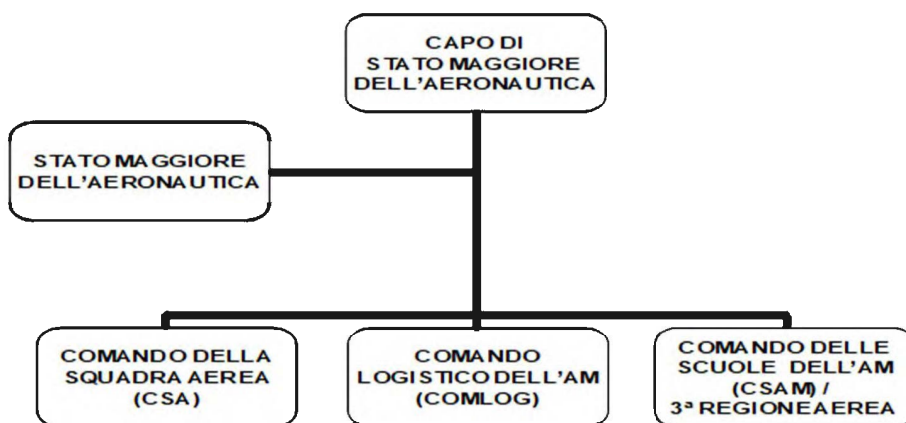 CAPO DI
STATO MAGGIORE
DELL'AERONAUTICA
STATO MAGGIORE
DELL'AERONAUTICA
COMANDO DELLA
SQUADRA AEREA
(CSA)
COMANDO
LOGISTICO DELL'AM
(COMLOG)
COMANDO DELLE
SCUOLE DELL'AM
(CSAM) /
3ª REGIONE AEREA